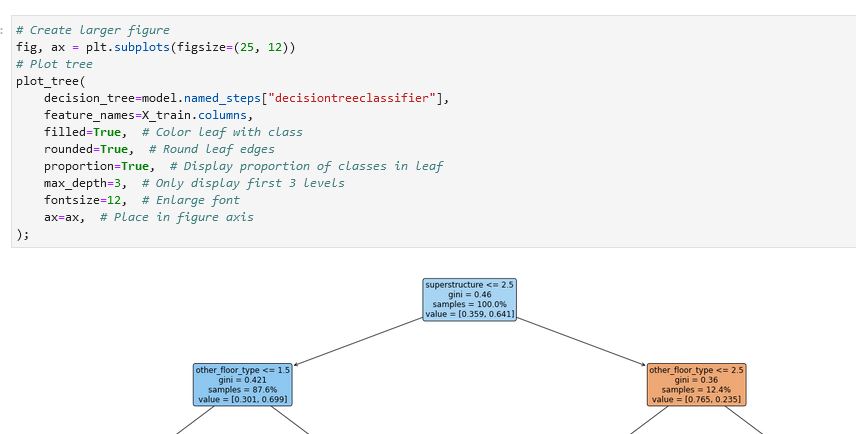 :
# Create larger figure
fig, ax = plt.subplots(figsize=(25, 12))
# Plot tree
plot_tree(
    decision_tree=model.named_steps["decisiontreeclassifier"],
    feature_names=X_train.columns,
    filled=True,  # Color leaf with class
    rounded=True,  # Round leaf edges
    proportion=True,  # Display proportion of classes in leaf
    max_depth=3,  # Only display first 3 levels
    fontsize=12,  # Enlarge font
    ax=ax,  # Place in figure axis
);
superstructure <= 2.5
gini = 0.46
samples = 100.0%
value = [0.359, 0.641]
other_floor_type <= 1.5
gini = 0.421
samples = 87.6%
value = [0.301, 0.699]
other_floor_type <= 2.5
gini = 0.36
samples = 12.4%
value = [0.765, 0.235]